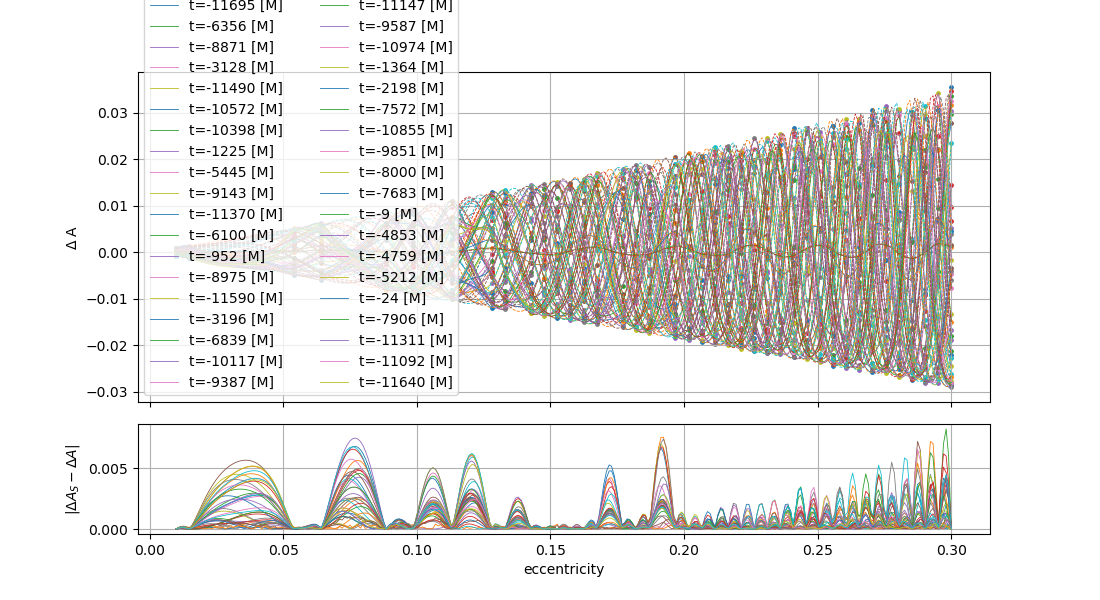 t=-11695 [M] t=-11147 [M]
t=-6356 [M] t=-9587 [M]
t=-8871 [M] t=-10974 [M]
t=-3128 [M] t=-1364 [M]
t=-11490 [M] t=-2198 [M]
t=-10572 [M] t=-7572 [M]
t=-10398 [M] t=-10855 [M]
t=-1225 [M] t=-9851 [M]
t=-5445 [M] t=-8000 [M]
t=-9143 [M] t=-7683 [M]
t=-11370 [M] t=-9 [M]
t=-6100 [M] t=-4853 [M]
t=-952 [M] t=-4759 [M]
t=-8975 [M] t=-5212 [M]
t=-11590 [M] t=-24 [M]
t=-3196 [M] t=-7906 [M]
t=-6839 [M] t=-11311 [M]
t=-10117 [M] t=-11092 [M]
t=-9387 [M] t=-11640 [M]
0.03
0.02
0.01
0.00
−0.01
−0.02
−0.03
Δ A
0.005
0.000
|ΔA_S − ΔA|
0.00 0.05 0.10 0.15 0.20 0.25 0.30
eccentricity